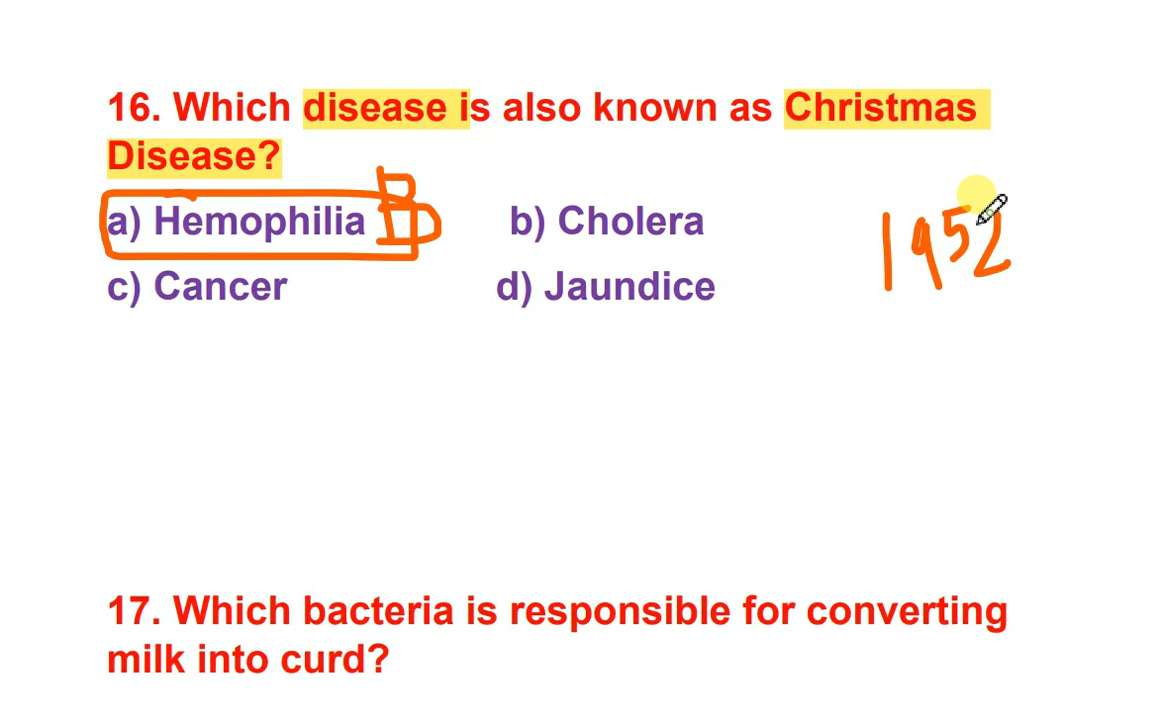 16. Which disease is also known as Christmas
Disease?
a) Hemophilia B b) Cholera 1952
c) Cancer d) Jaundice
17. Which bacteria is responsible for converting
milk into curd?